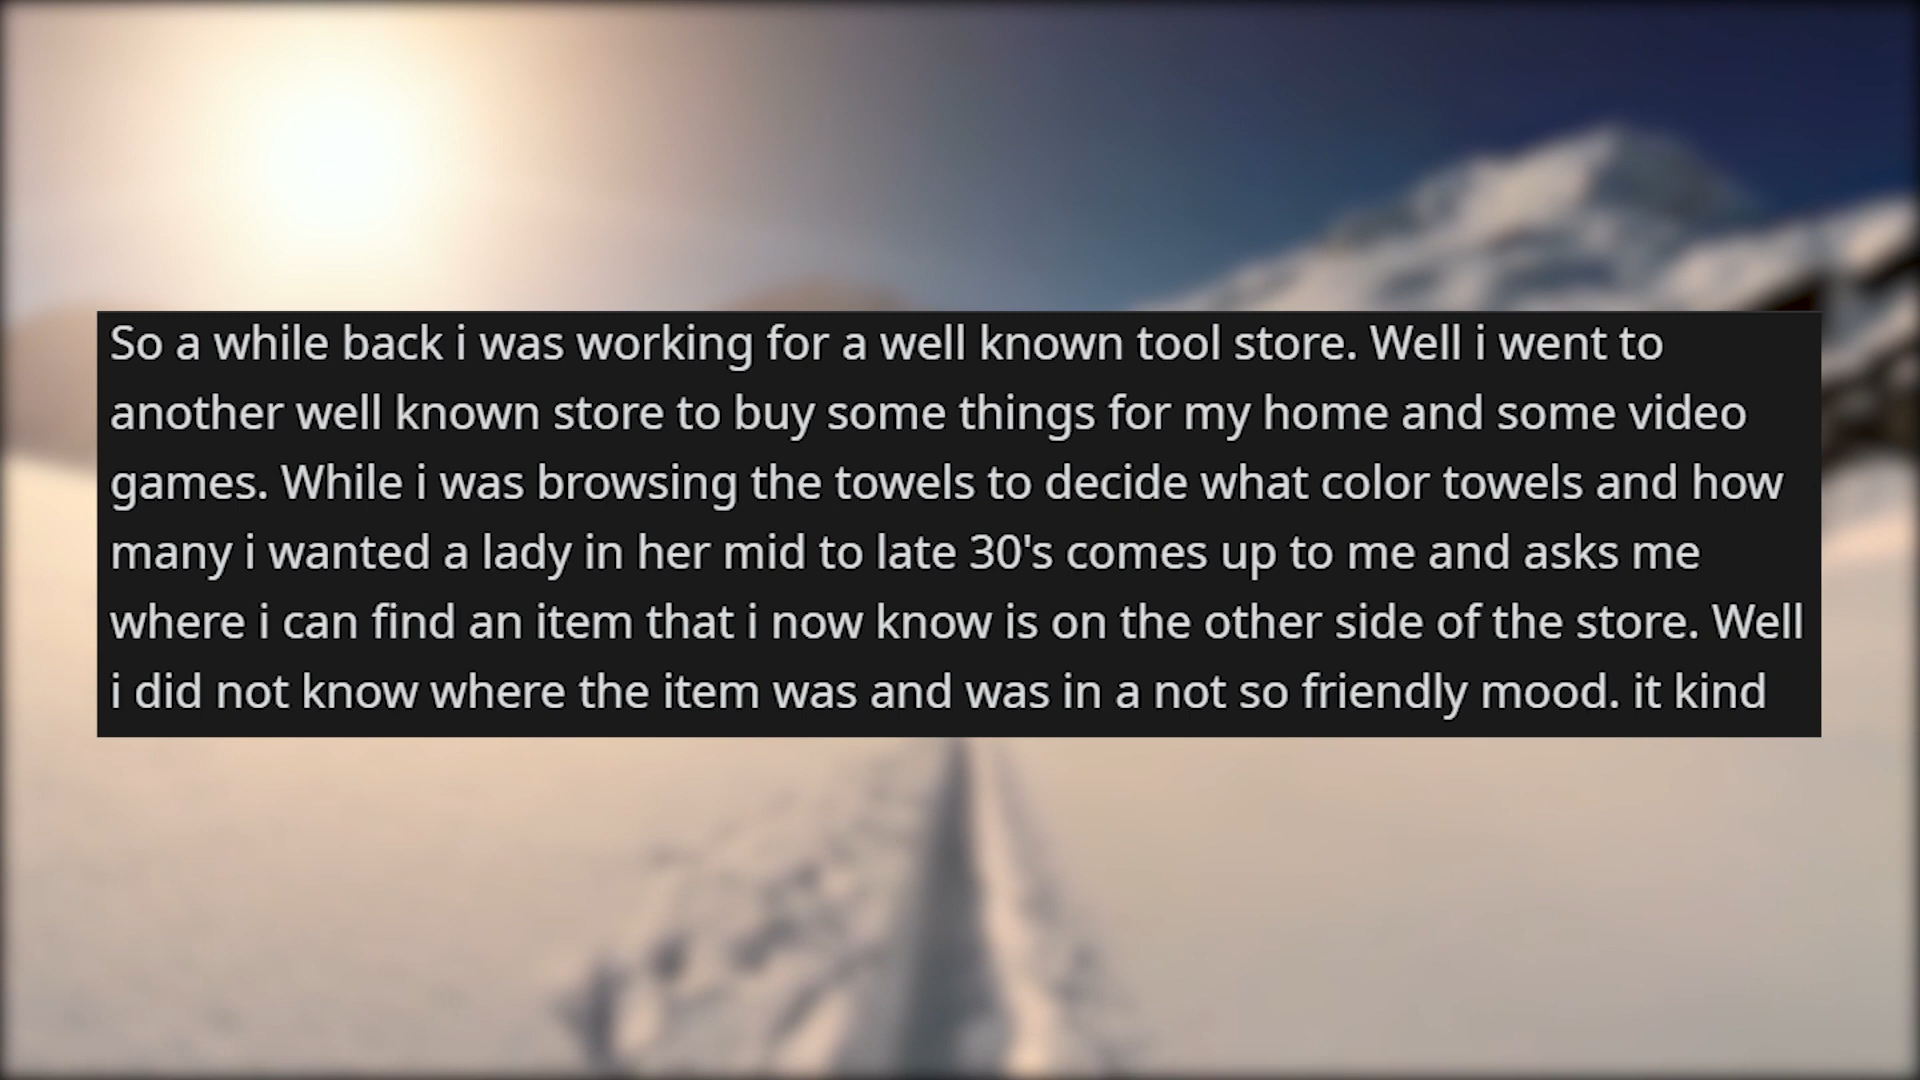 So a while back i was working for a well known tool store. Well i went to
another well known store to buy some things for my home and some video
games. While i was browsing the towels to decide what color towels and how
many i wanted a lady in her mid to late 30's comes up to me and asks me
where i can find an item that i now know is on the other side of the store. Well
i did not know where the item was and was in a not so friendly mood. it kind